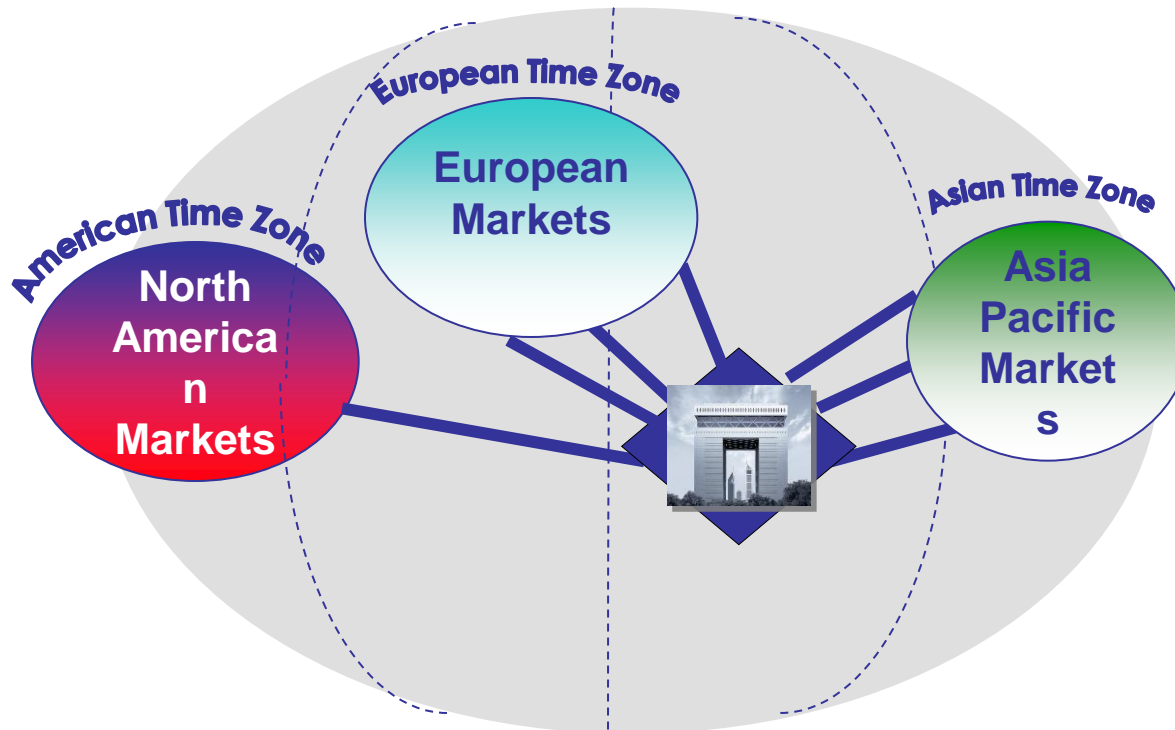 European Time Zone
European
Markets
American Time Zone
North
America
n
Markets
Asian Time Zone
Asia
Pacific
Market
s